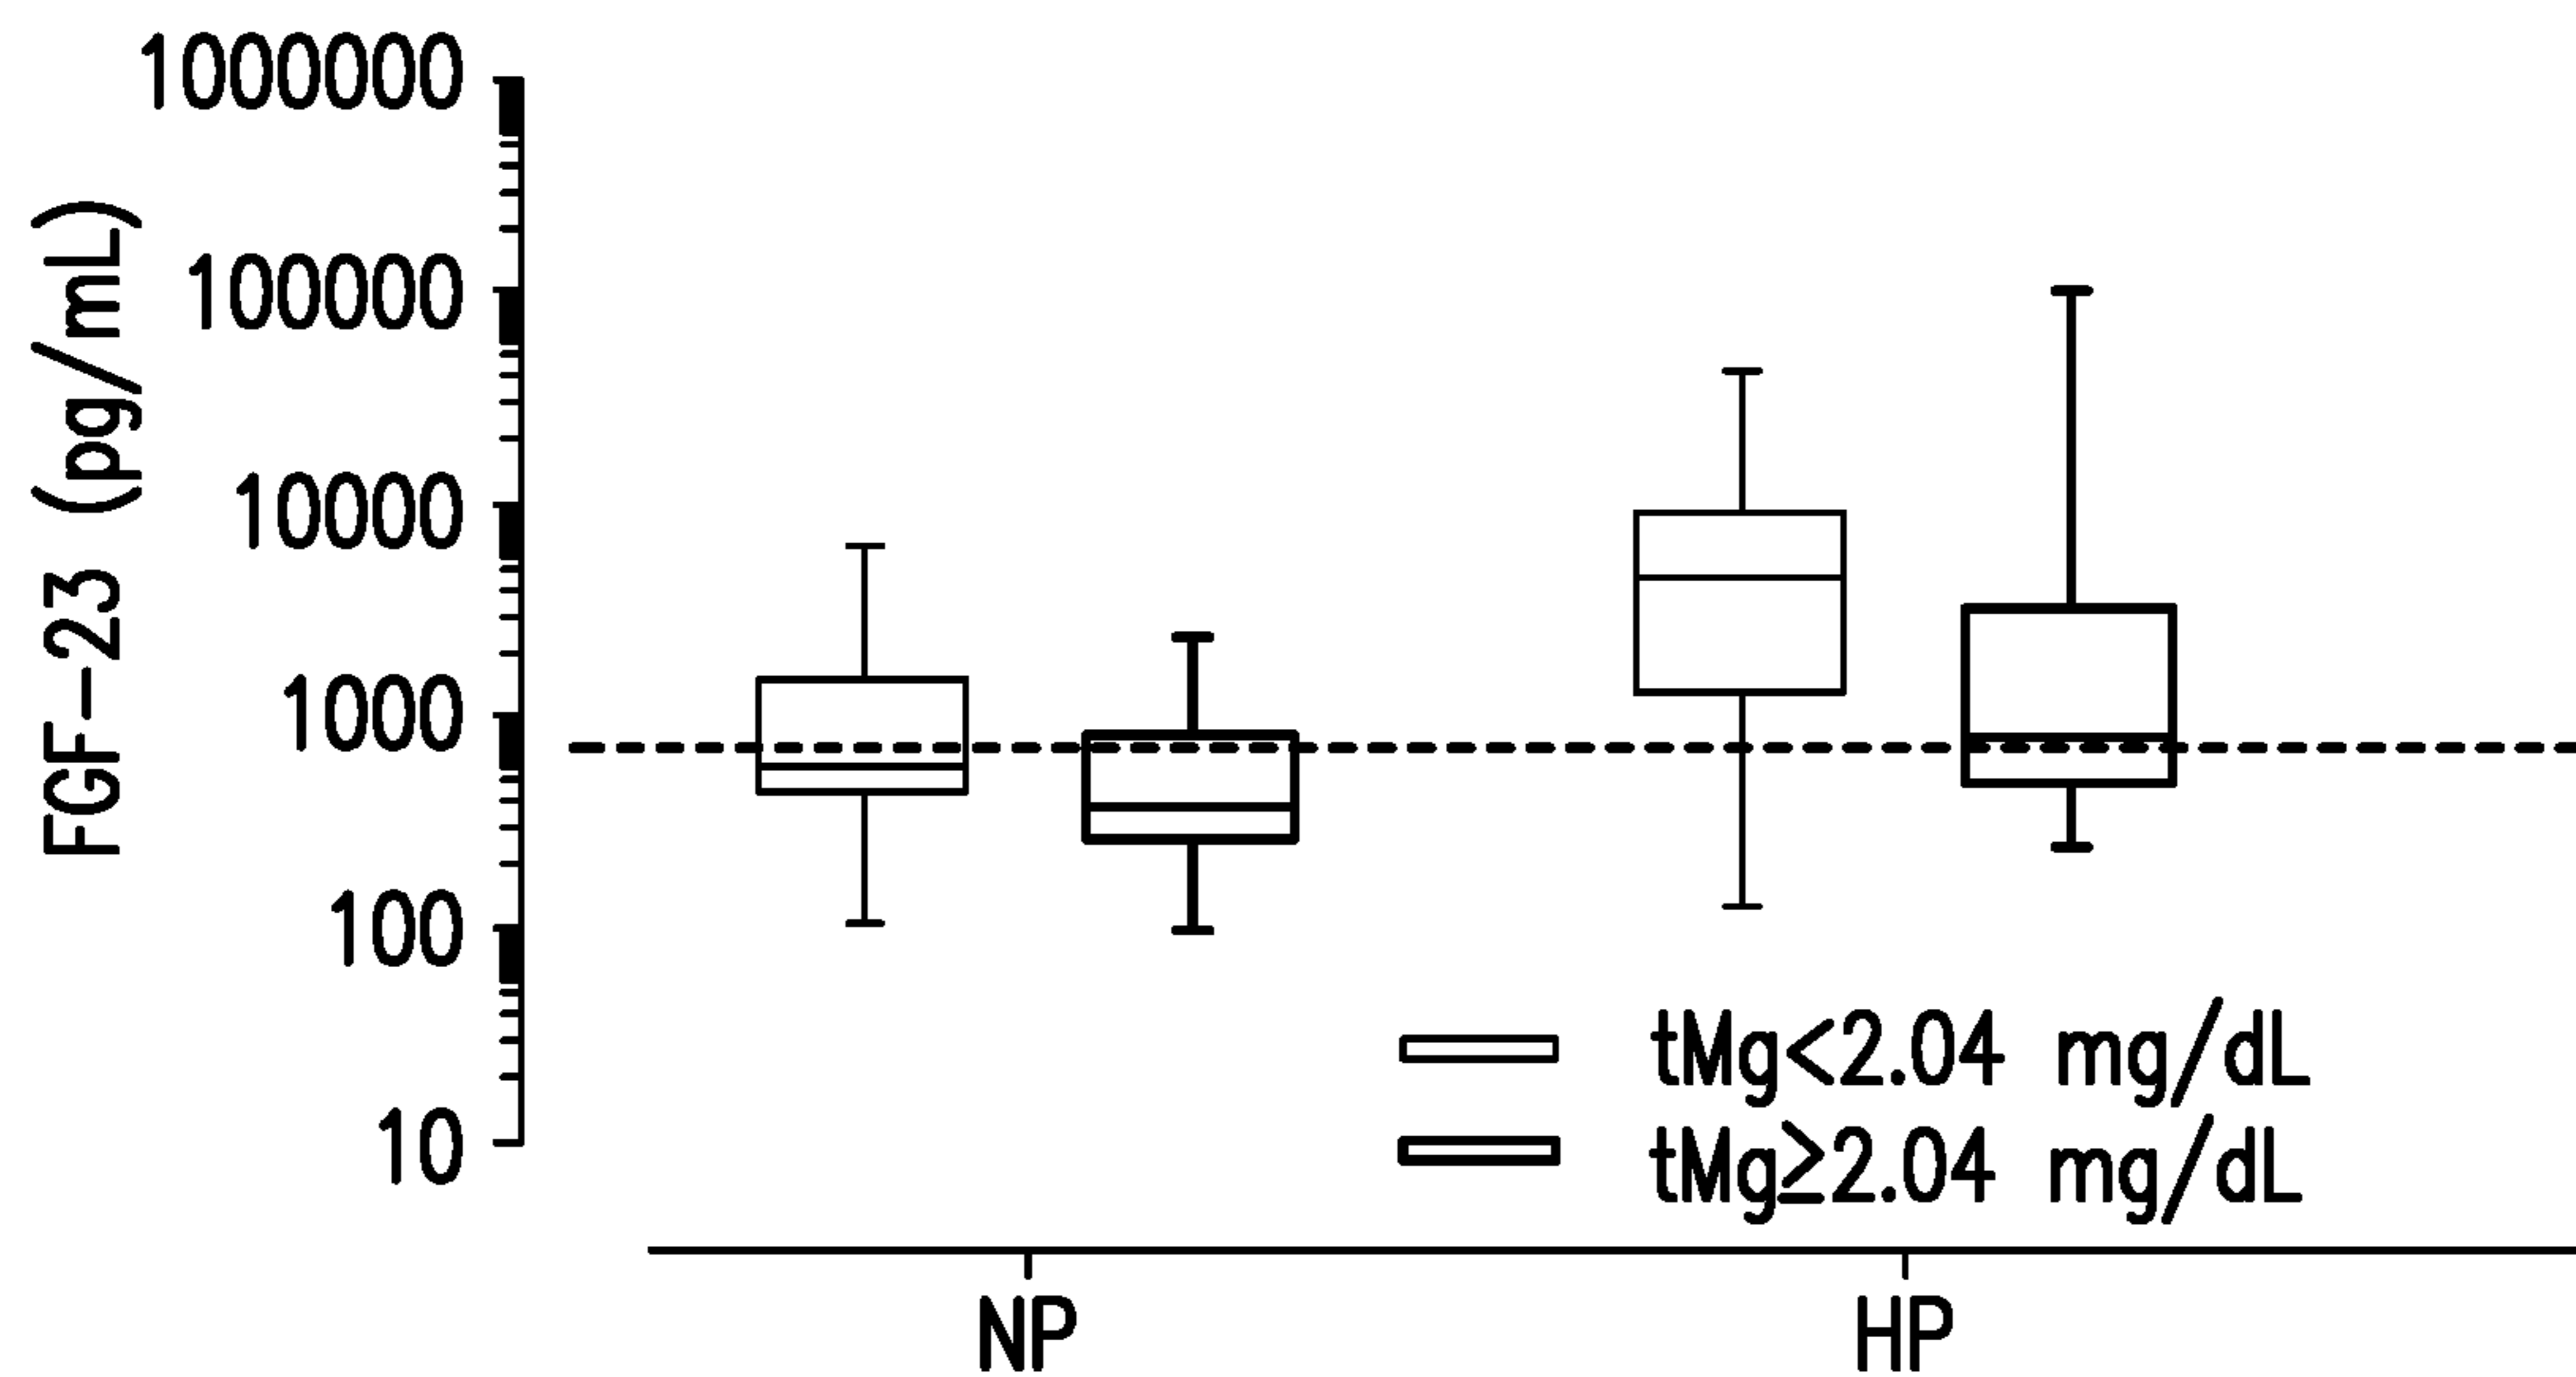 1000000
100000
10000
1000
100
10
FGF-23 (pg/mL)
tMg<2.04 mg/dL
tMg≥2.04 mg/dL
NP
HP